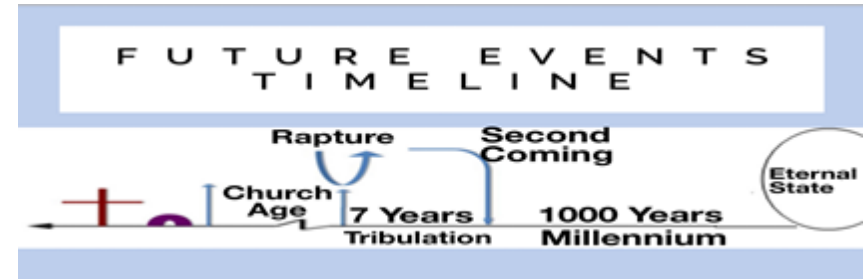 FUTURE EVENTS
TIMELINE
Rapture
Second
Coming
Church
Age
7 Years
Tribulation
1000 Years
Millennium
Eternal
State